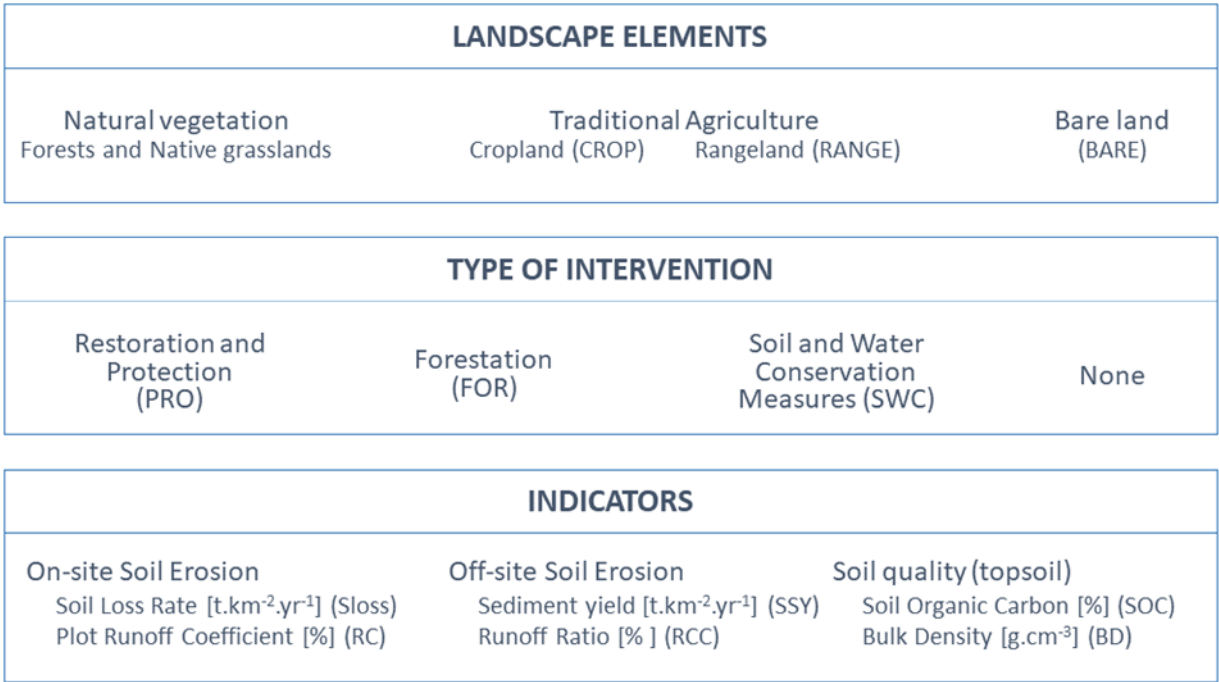 LANDSCAPE ELEMENTS
Natural vegetation
Forests and Native grasslands
Traditional Agriculture
Cropland (CROP) Rangeland (RANGE)
Bare land
(BARE)
TYPE OF INTERVENTION
Restoration and
Protection
(PRO)
Forestation
(FOR)
Soil and Water
Conservation
Measures (SWC)
None
INDICATORS
On-site Soil Erosion
Soil Loss Rate [t.km⁻².yr⁻¹] (Sloss)
Plot Runoff Coefficient [%] (RC)
Off-site Soil Erosion
Sediment yield [t.km⁻².yr⁻¹] (SSY)
Runoff Ratio [% ] (RCC)
Soil quality (topsoil)
Soil Organic Carbon [%] (SOC)
Bulk Density [g.cm⁻³] (BD)